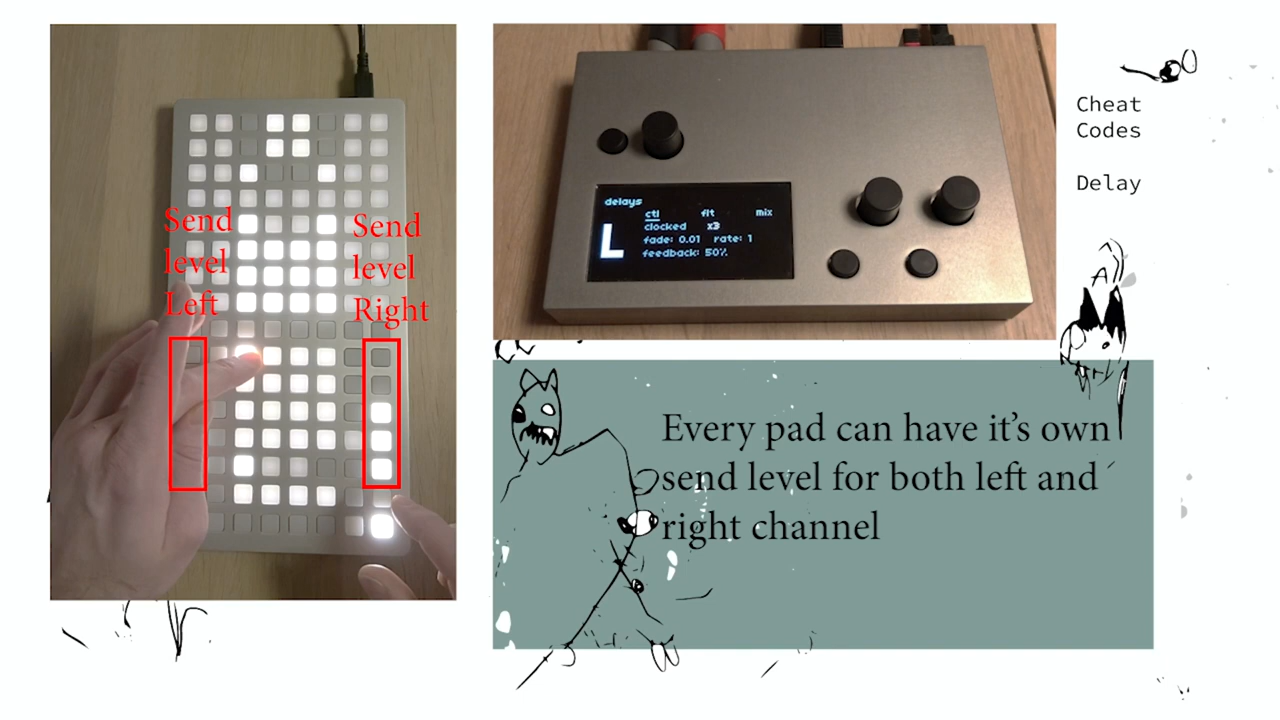 Send
level
Left
Send
level
Right
delays
ctl flt mix
clocked x3
L
fade: 0.01 rate: 1
feedback: 50%
Cheat
Codes
Delay
Every pad can have it's own
send level for both left and
right channel